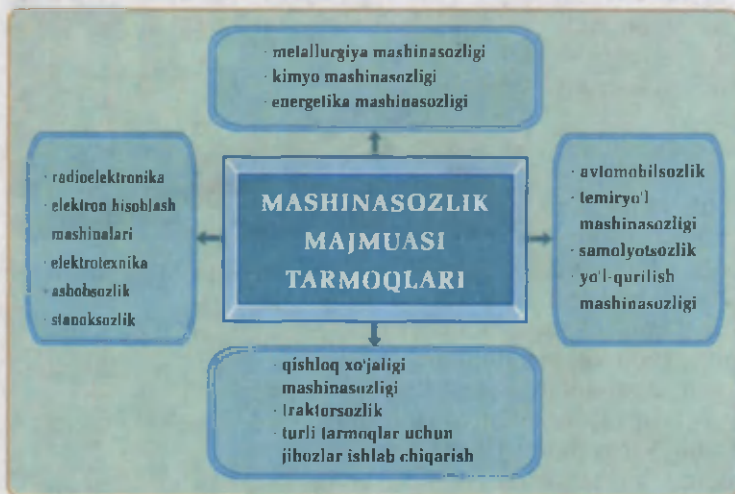 · metallurgiya mashinasozligi
· kimyo mashinasozligi
· energetika mashinasozligi
· radioelektronika
· elektron hisoblash
mashinalari
· elektrotexnika
· asbobsozlik
· stanoksozlik
MASHINASOZLIK
MAJMUASI
TARMOQLARI
· avtomobilsozlik
· temiryo'l
mashinasozligi
· samolyotsozlik
· yo'l-qurilish
mashinasozligi
· qishloq xo'jaligi
mashinasozligi
· traktorsozlik
· turli tarmoqlar uchun
jihozlar ishlab chiqarish